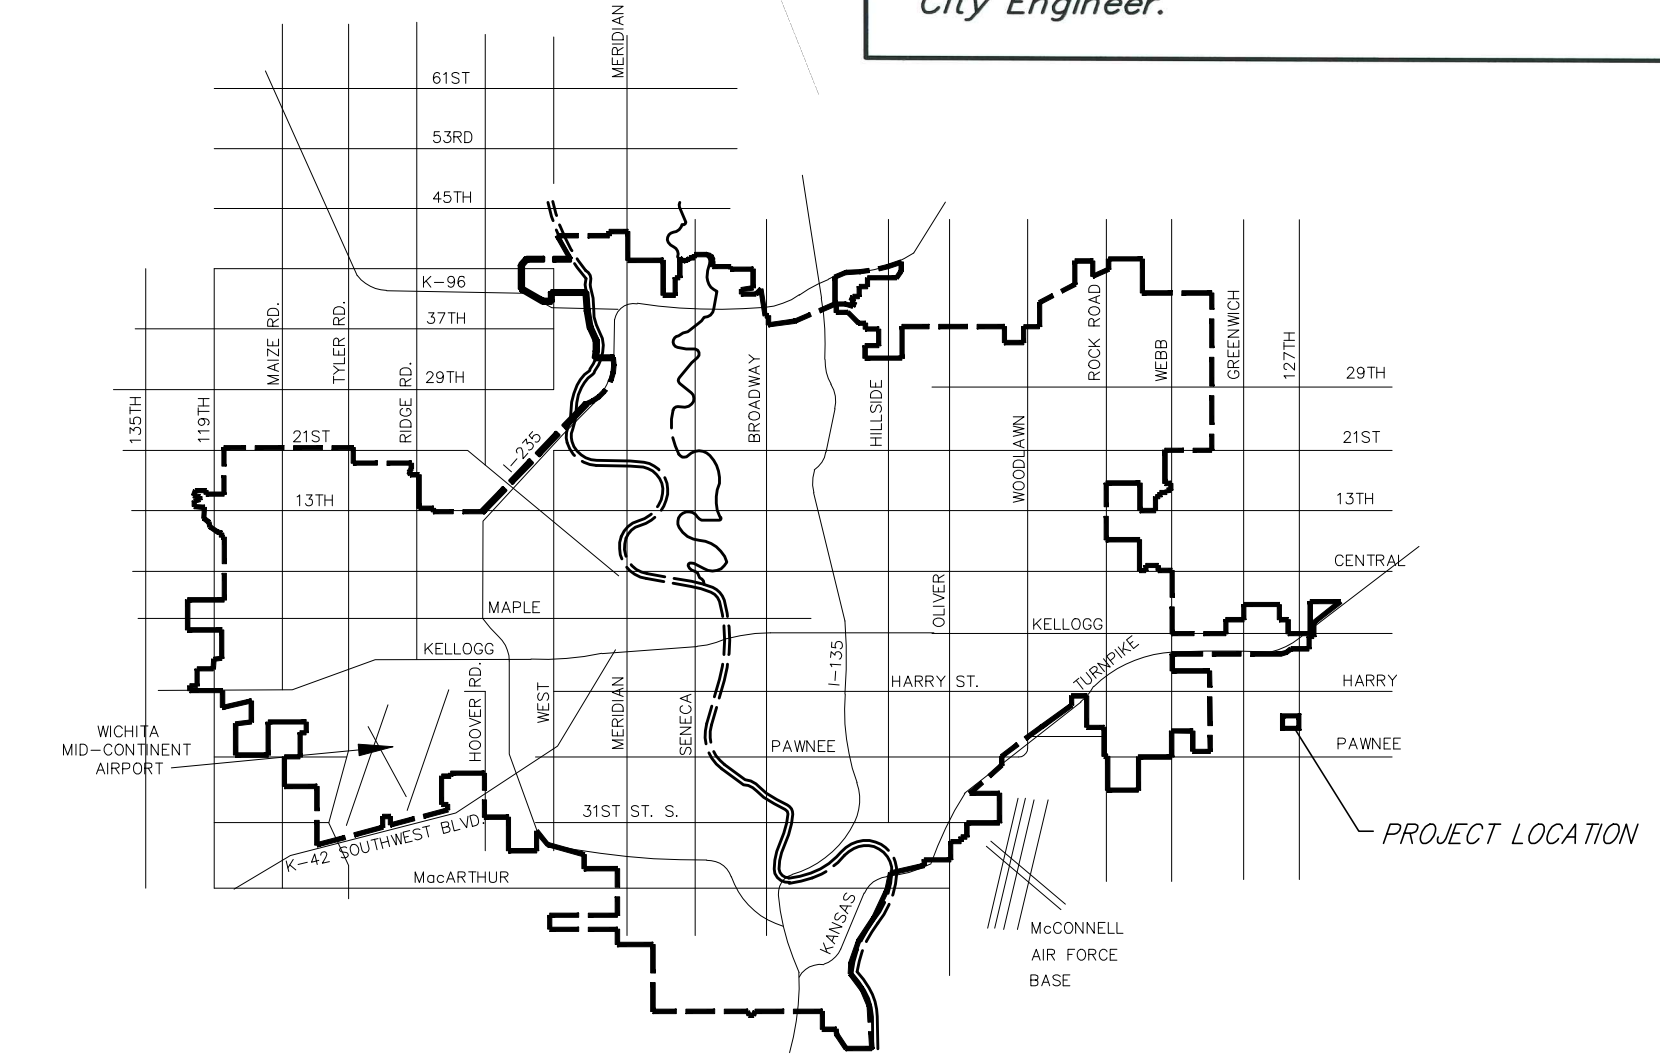 City Engineer.
MERIDIAN
61ST
53RD
45TH
K-96
37TH
29TH
MAIZE RD.
TYLER RD.
RIDGE RD.
135TH
119TH
21ST
13TH
I-235
BROADWAY
HILLSIDE
WOODLAWN
ROCK ROAD
WEBB
GREENWICH
127TH
29TH
21ST
13TH
CENTRAL
OLIVER
MAPLE
KELLOGG
KELLOGG
TURNPIKE
I-135
HARRY ST.
HARRY
HOOVER RD.
WEST
MERIDIAN
SENECA
PAWNEE
PAWNEE
WICHITA
MID-CONTINENT
AIRPORT
31ST ST. S.
K-42 SOUTHWEST BLVD.
MacARTHUR
KANSAS
McCONNELL
AIR FORCE
BASE
PROJECT LOCATION